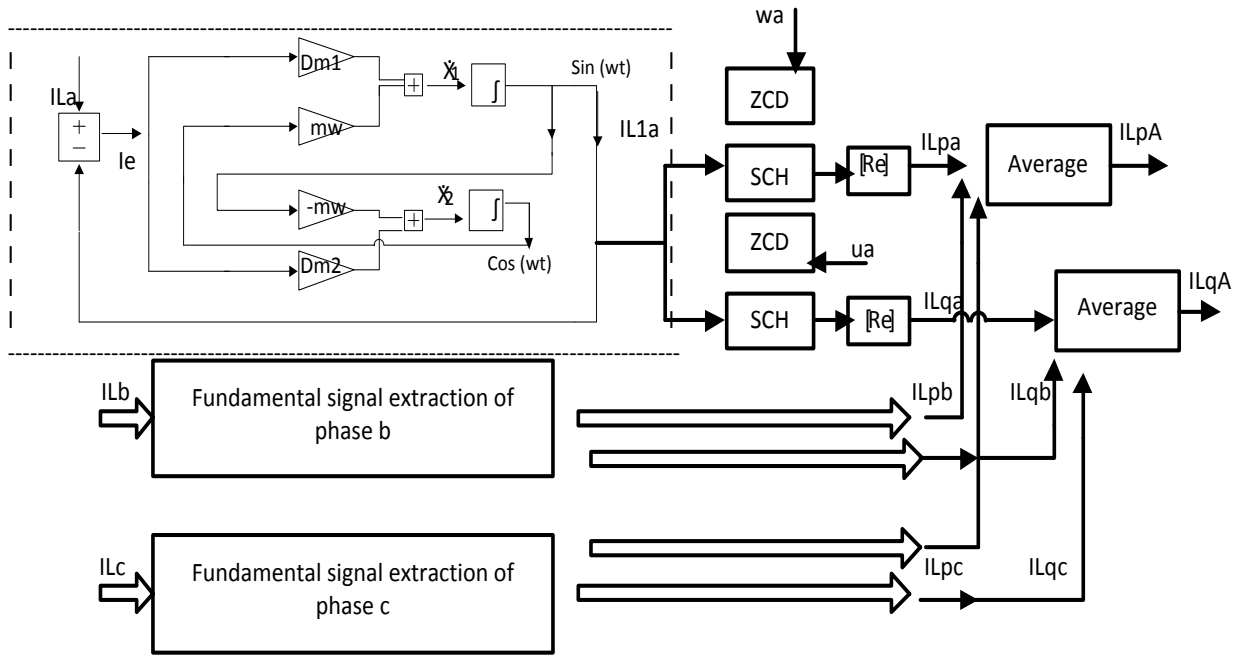 wa
Dm1
Ẋ1
∫
Sin (wt)
ILa
ZCD
+
+
−
mw
IL1a
ILpa
ILpA
Ie
SCH
[Re]
Average
Ẋ2
-mw
+
∫
ZCD
ua
Dm2
Cos (wt)
ILqA
SCH
[Re]
ILqa
Average
ILb
Fundamental signal extraction of
phase b
ILpb
ILqb
ILc
Fundamental signal extraction of
phase c
ILpc
ILqc